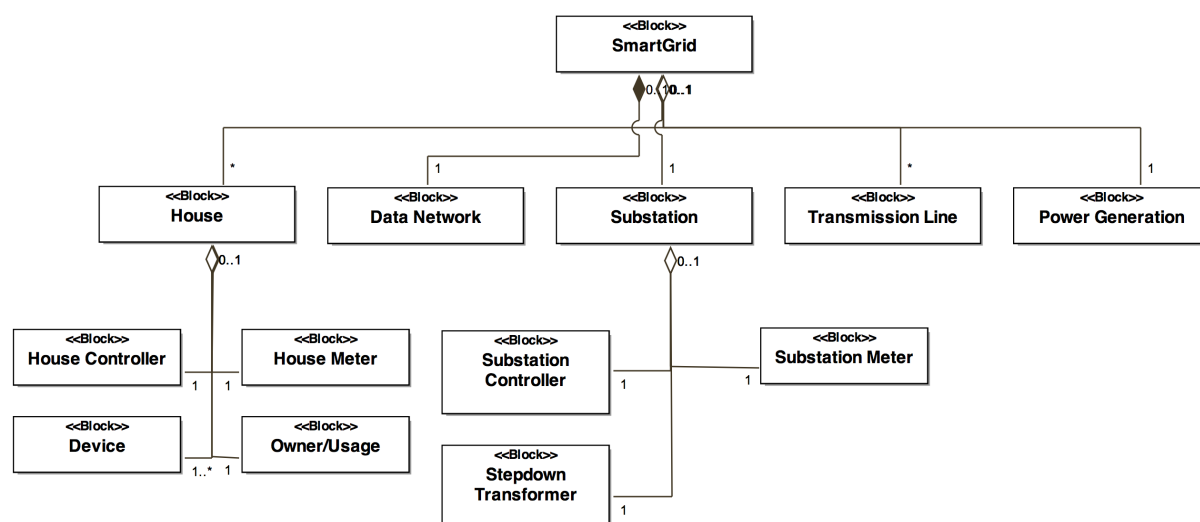 <<Block>>
SmartGrid
0..1
0..1
*
1
1
*
1
<<Block>>
House
<<Block>>
Data Network
<<Block>>
Substation
<<Block>>
Transmission Line
<<Block>>
Power Generation
0..1
0..1
<<Block>>
House Controller
<<Block>>
House Meter
<<Block>>
Substation
Controller
<<Block>>
Substation Meter
1
1
1
1
<<Block>>
Device
<<Block>>
Owner/Usage
1..*
1
<<Block>>
Stepdown
Transformer
1